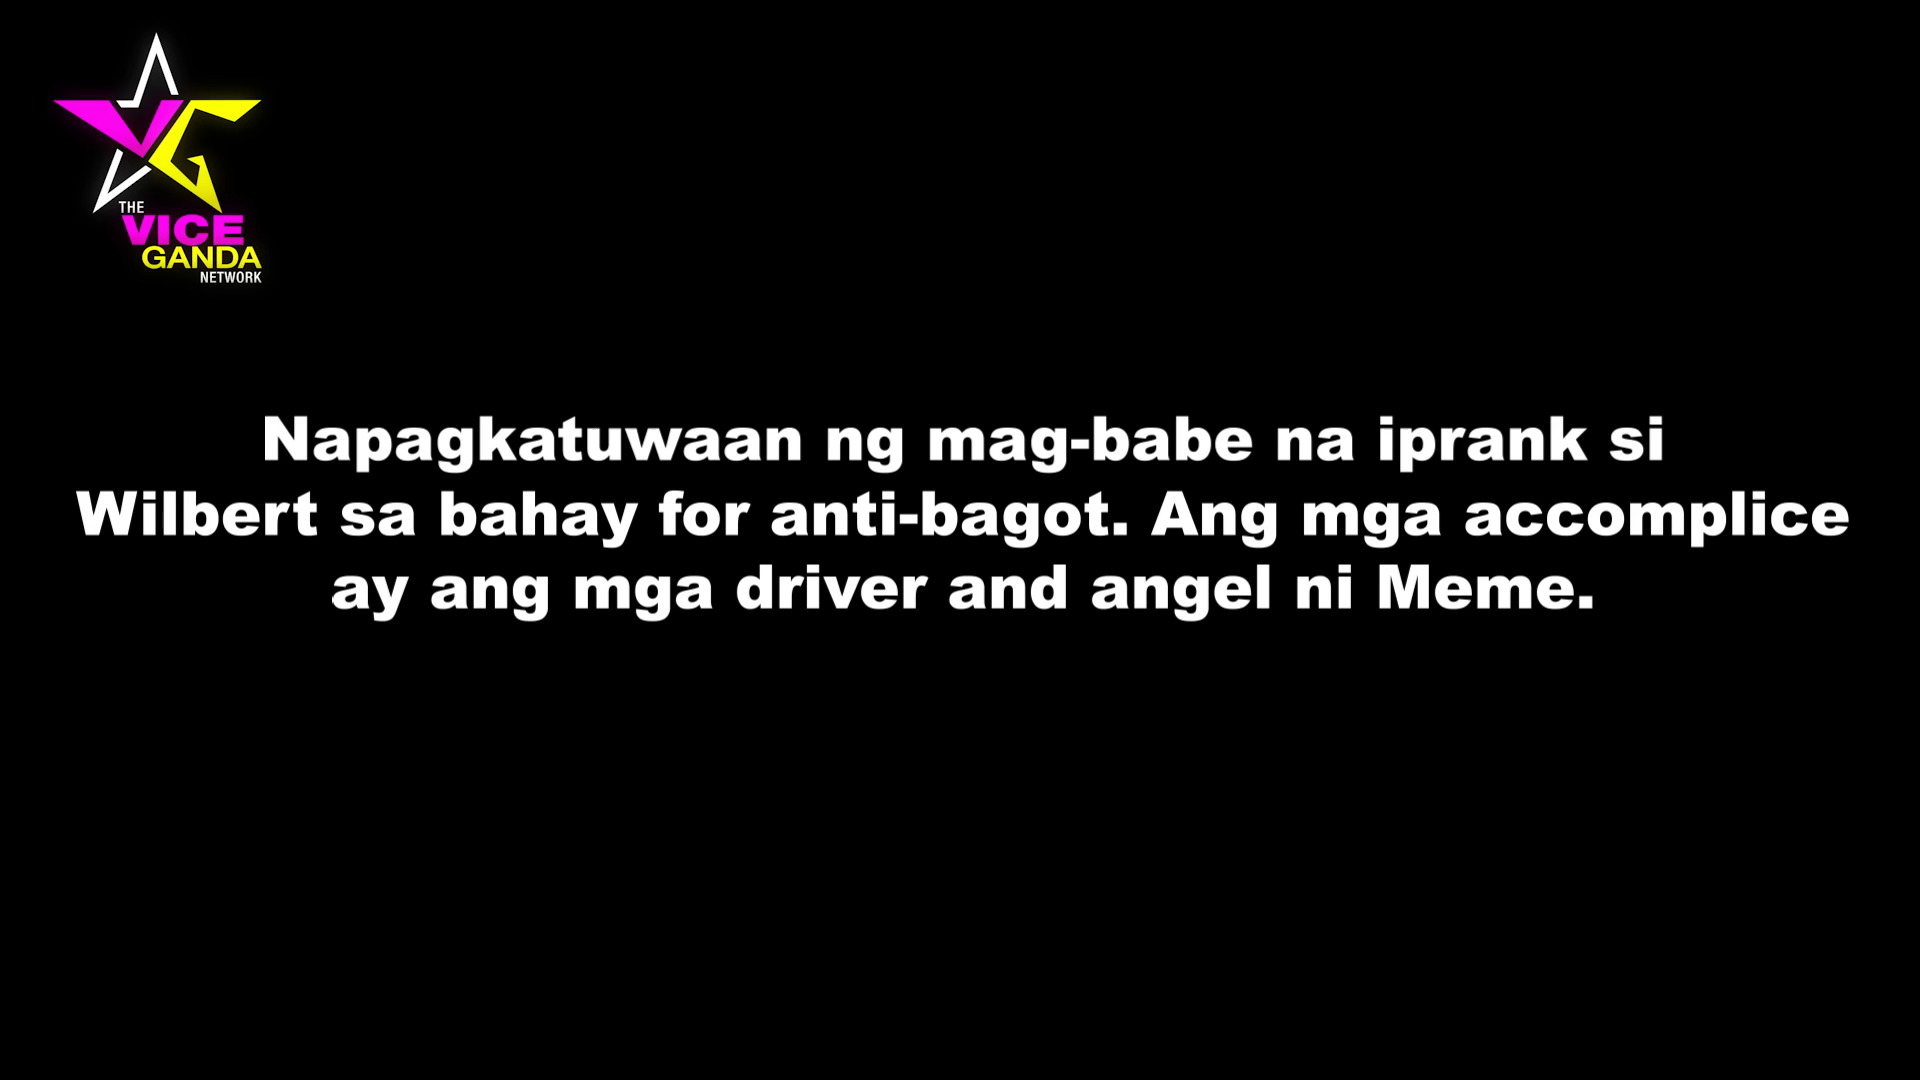 THE
VICE
GANDA
NETWORK
Napagkatuwaan ng mag-babe na iprank si
Wilbert sa bahay for anti-bagot. Ang mga accomplice
ay ang mga driver and angel ni Meme.